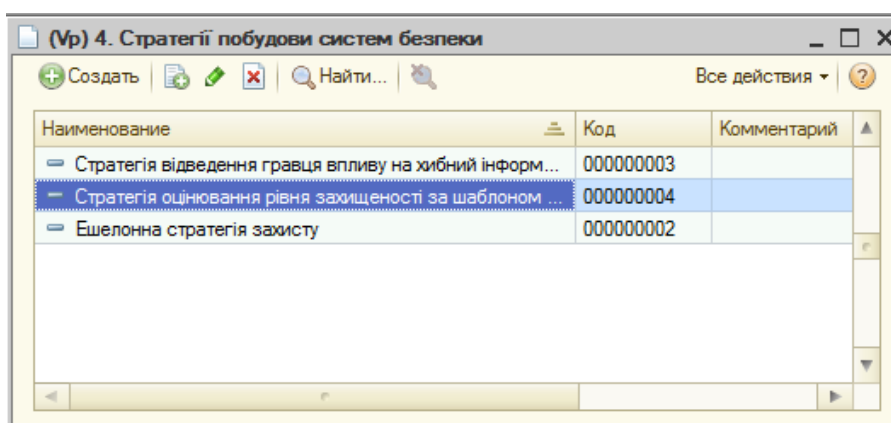 (Vp) 4. Стратегії побудови систем безпеки
Создать Найти... Все действия
Наименование Код Комментарий
Стратегія відведення гравця впливу на хибний інформ... 000000003
Стратегія оцінювання рівня захищеності за шаблоном ... 000000004
Ешелонна стратегія захисту 000000002